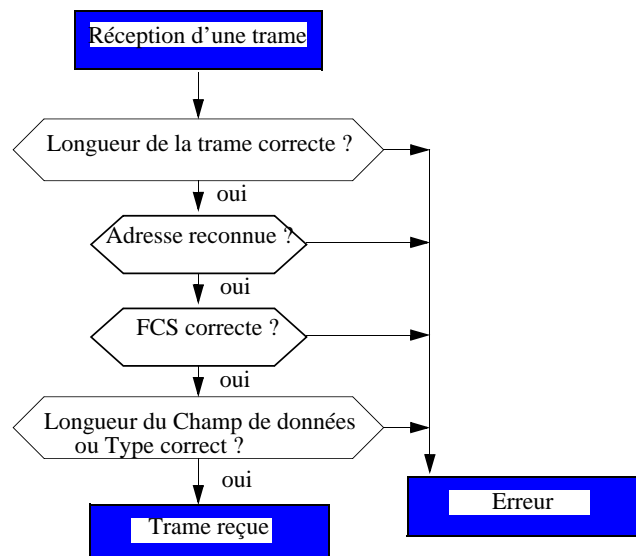 Réception d'une trame
Longueur de la trame correcte ?
oui
Adresse reconnue ?
oui
FCS correcte ?
oui
Longueur du Champ de données
ou Type correct ?
oui
Erreur
Trame reçue